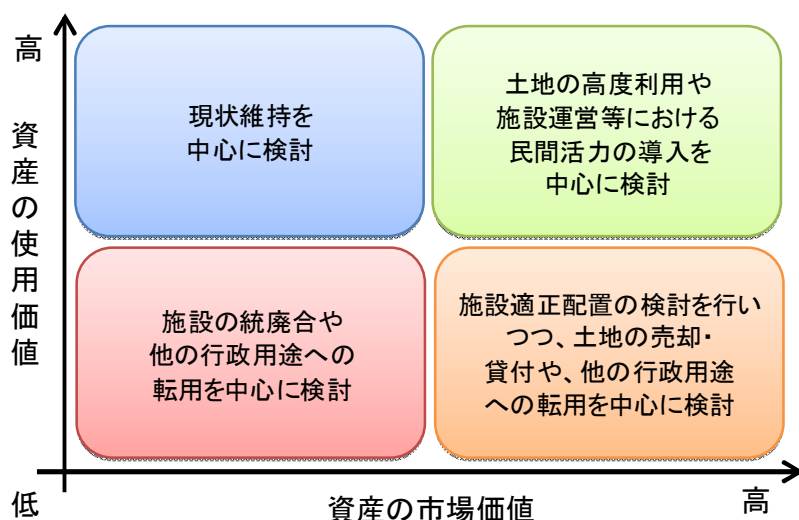 高
資産の使用価値
現状維持を
中心に検討
土地の高度利用や
施設運営等における
民間活力の導入を
中心に検討
施設の統廃合や
他の行政用途への
転用を中心に検討
施設適正配置の検討を行い
つつ、土地の売却・
貸付や、他の行政用途
への転用を中心に検討
低
資産の市場価値
高